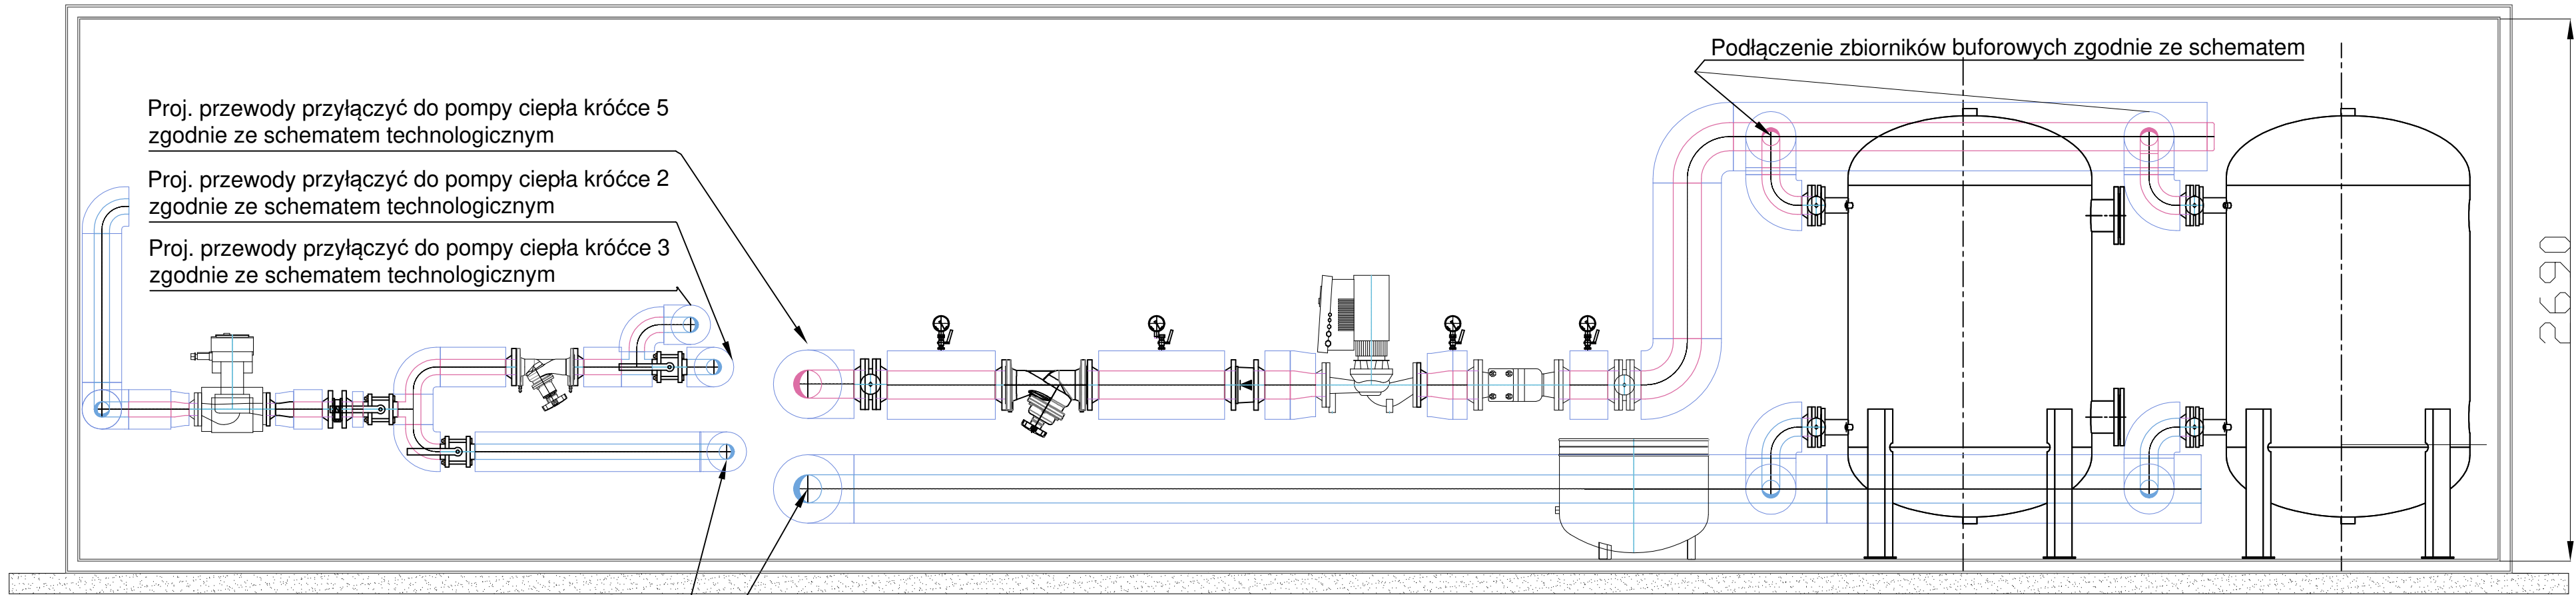 Podłączenie zbiorników buforowych zgodnie ze schematem
Proj. przewody przyłączyć do pompy ciepła króćce 5
zgodnie ze schematem technologicznym
Proj. przewody przyłączyć do pompy ciepła króćce 2
zgodnie ze schematem technologicznym
Proj. przewody przyłączyć do pompy ciepła króćce 3
zgodnie ze schematem technologicznym
2690